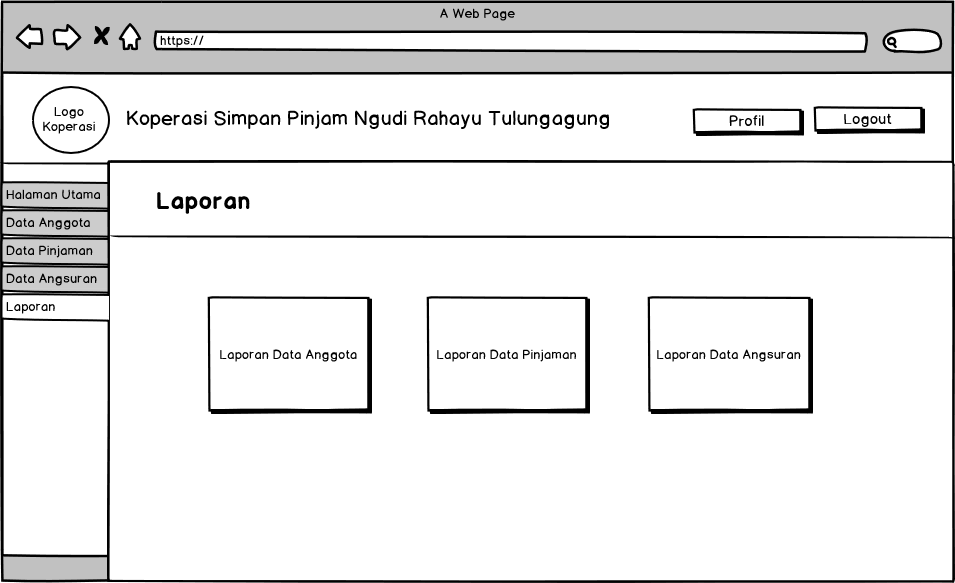 A Web Page
https://
Logo
Koperasi
Koperasi Simpan Pinjam Ngudi Rahayu Tulungagung
Profil
Logout
Halaman Utama
Data Anggota
Data Pinjaman
Data Angsuran
Laporan
Laporan
Laporan Data Anggota
Laporan Data Pinjaman
Laporan Data Angsuran